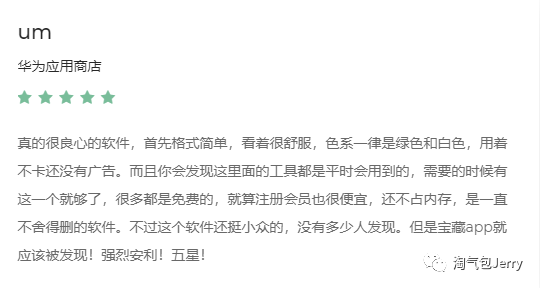 um
华为应用商店
真的很良心的软件，首先格式简单，看着很舒服，色系一律是绿色和白色，用着
不卡还没有广告。而且你会发现这里面的工具都是平时会用到的，需要的时候有
这一个就够了，很多都是免费的，就算注册会员也很便宜，还不占内存，是一直
不舍得删的软件。不过这个软件还挺小众的，没有多少人发现。但是宝藏app就
应该被发现！强烈安利！五星！
淘气包Jerry